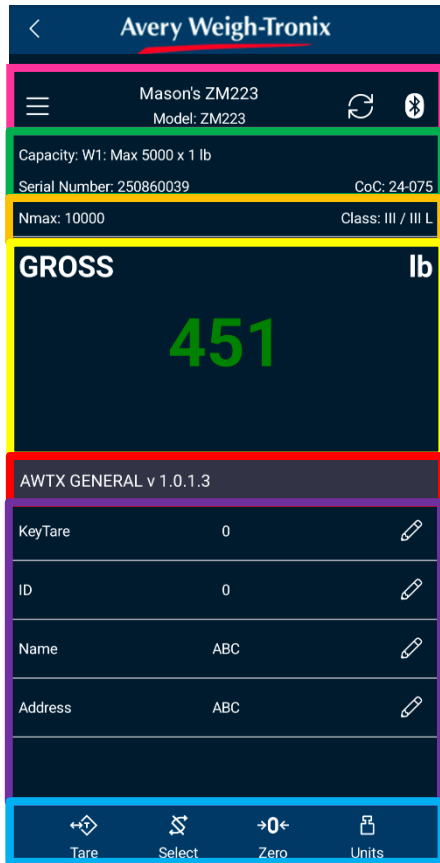 Avery Weigh-Tronix
Mason's ZM223
Model: ZM223
Capacity: W1: Max 5000 x 1 lb
Serial Number: 250860039 CoC: 24-075
Nmax: 10000 Class: III / III L
GROSS lb
451
AWTX GENERAL v 1.0.1.3
KeyTare 0
ID 0
Name ABC
Address ABC
T
→0←
Tare Select Zero Units